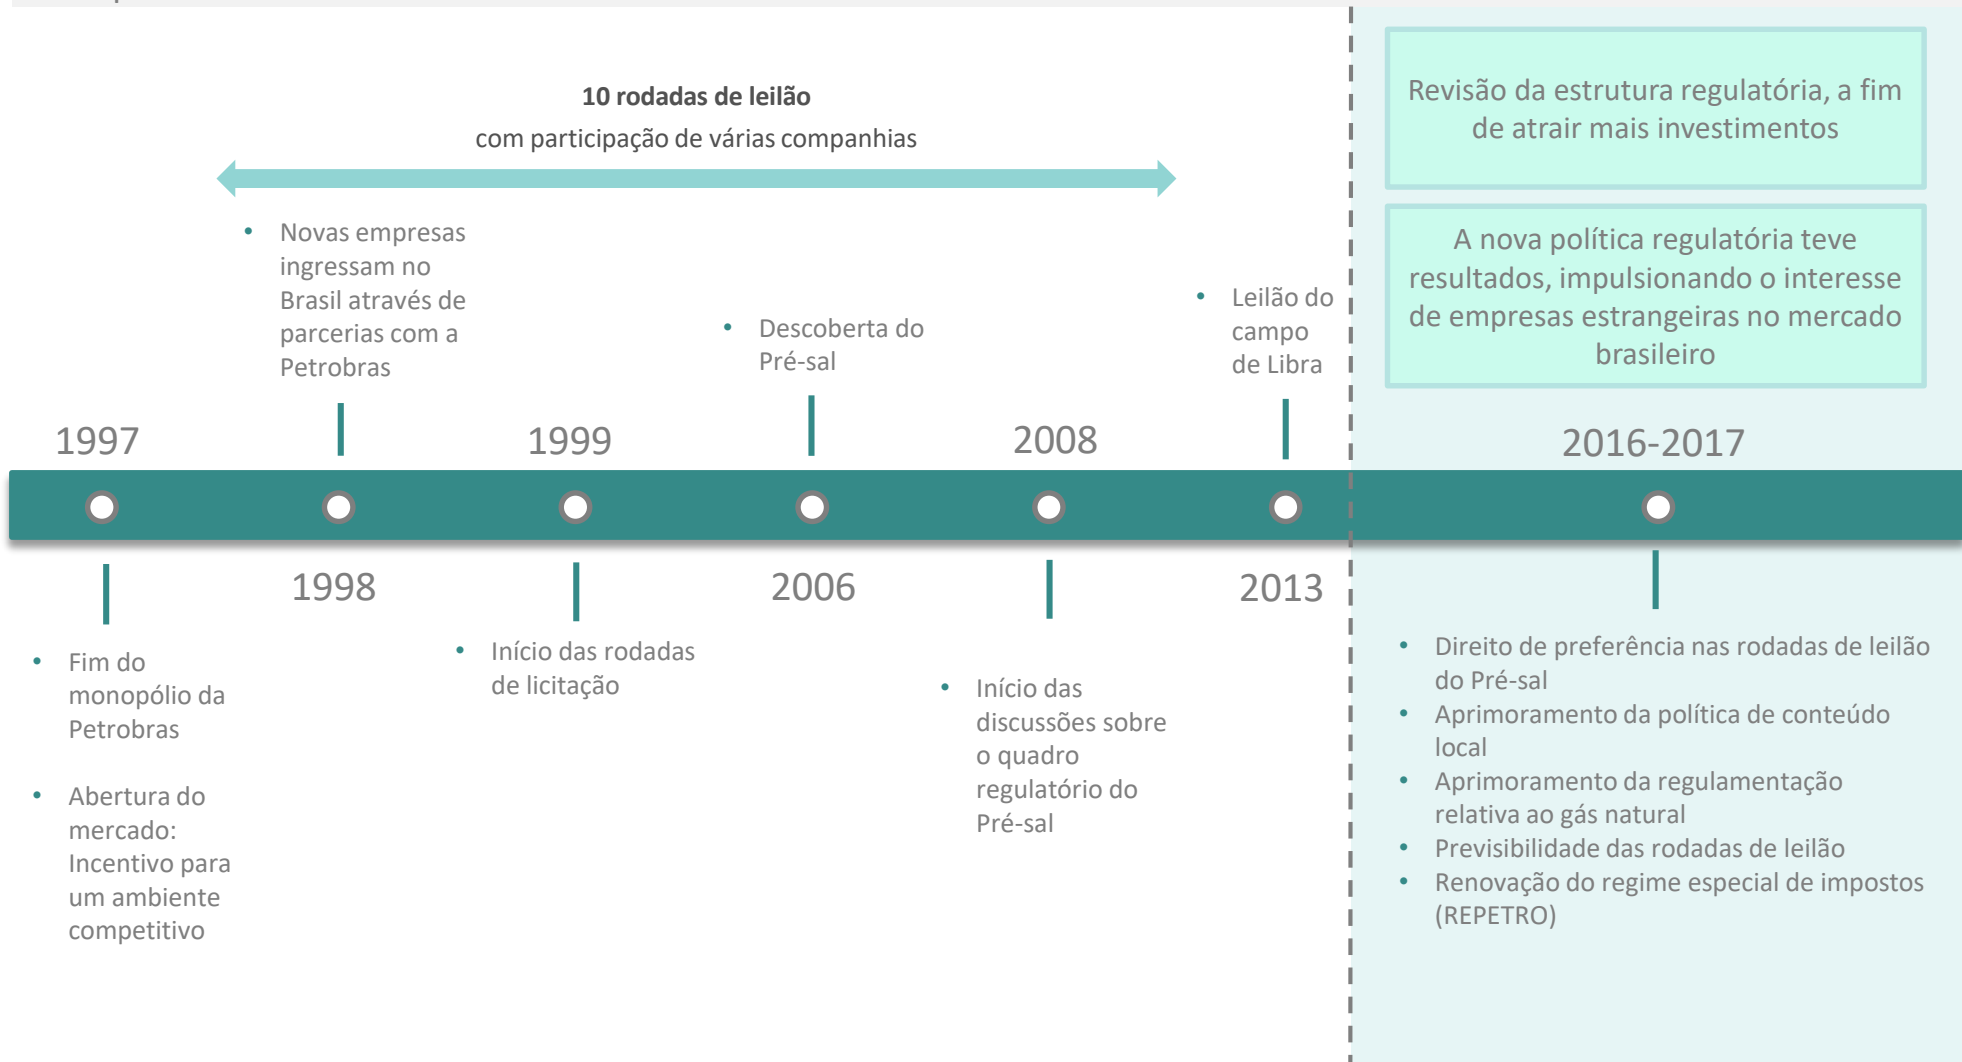 10 rodadas de leilão
com participação de várias companhias
Revisão da estrutura regulatória, a fim
de atrair mais investimentos
A nova política regulatória teve
resultados, impulsionando o interesse
de empresas estrangeiras no mercado
brasileiro
• Novas empresas
ingressam no
Brasil através de
parcerias com a
Petrobras
• Descoberta do
Pré-sal
• Leilão do
campo
de Libra
1997
1999
2008
2016-2017
1998
2006
2013
• Fim do
monopólio da
Petrobras
• Abertura do
mercado:
Incentivo para
um ambiente
competitivo
• Início das rodadas
de licitação
• Início das
discussões sobre
o quadro
regulatório do
Pré-sal
• Direito de preferência nas rodadas de leilão
do Pré-sal
• Aprimoramento da política de conteúdo
local
• Aprimoramento da regulamentação
relativa ao gás natural
• Previsibilidade das rodadas de leilão
• Renovação do regime especial de impostos
(REPETRO)